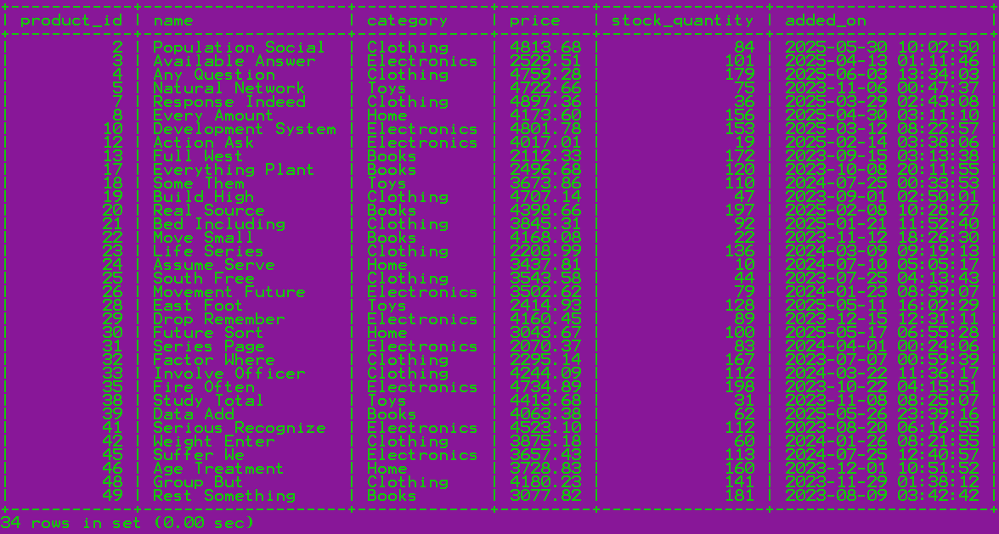 +------------+--------------------+-------------+---------+----------------+---------------------+
| product_id | name               | category    | price   | stock_quantity | added_on            |
+------------+--------------------+-------------+---------+----------------+---------------------+
|          2 | Population Social  | Clothing    | 4813.68 |             84 | 2025-05-30 10:02:50 |
|          3 | Available Answer   | Electronics | 2529.51 |            101 | 2025-04-13 01:11:46 |
|          4 | Any Question       | Clothing    | 4759.28 |            179 | 2025-06-03 13:34:03 |
|          5 | Natural Network    | Toys        | 4722.66 |             75 | 2023-11-06 00:47:37 |
|          7 | Response Indeed    | Clothing    | 4897.36 |             36 | 2025-03-29 02:43:08 |
|          8 | Every Amount       | Home        | 4173.60 |            156 | 2025-04-30 03:11:10 |
|         10 | Development System | Electronics | 4801.78 |            153 | 2025-03-12 08:22:57 |
|         12 | Action Ask         | Electronics | 4017.01 |             19 | 2025-02-14 03:38:06 |
|         13 | Full West          | Books       | 2112.33 |            172 | 2023-09-15 03:13:38 |
|         17 | Everything Plant   | Books       | 2496.68 |            120 | 2023-10-08 20:11:55 |
|         18 | Some Them          | Toys        | 3673.86 |            110 | 2024-07-25 00:33:53 |
|         19 | Build High         | Clothing    | 4707.14 |             47 | 2023-09-01 02:50:01 |
|         20 | Real Source        | Books       | 4398.66 |            197 | 2025-02-08 10:28:27 |
|         21 | Bed Including      | Clothing    | 3845.31 |             92 | 2025-01-21 11:52:40 |
|         22 | Move Small         | Books       | 4168.08 |             22 | 2023-11-12 18:26:30 |
|         23 | Life Series        | Clothing    | 2208.99 |            136 | 2024-03-09 09:19:13 |
|         24 | Assume Serve       | Home        | 3437.81 |             10 | 2024-07-10 05:05:17 |
|         25 | South Free         | Clothing    | 3543.58 |             44 | 2023-07-25 04:13:43 |
|         26 | Movement Future    | Electronics | 3502.62 |             79 | 2024-01-23 08:39:07 |
|         28 | East Foot          | Toys        | 2414.93 |            128 | 2025-05-11 16:02:29 |
|         29 | Drop Remember      | Electronics | 4160.45 |             89 | 2023-12-15 12:31:11 |
|         30 | Future Sort        | Home        | 3043.67 |            100 | 2025-05-17 06:55:28 |
|         31 | Series Page        | Electronics | 2070.37 |             83 | 2024-04-01 00:24:06 |
|         32 | Factor Where       | Clothing    | 2295.14 |            167 | 2023-07-07 00:59:39 |
|         33 | Involve Officer    | Clothing    | 4244.09 |            112 | 2024-03-22 11:36:17 |
|         35 | Fire Often         | Electronics | 4734.89 |            198 | 2023-10-22 04:15:51 |
|         38 | Study Total        | Toys        | 4413.68 |             31 | 2023-11-08 08:25:07 |
|         39 | Data Add           | Books       | 4063.38 |             62 | 2025-05-26 23:39:16 |
|         41 | Serious Recognize  | Electronics | 4523.10 |            112 | 2023-08-20 06:16:55 |
|         42 | Weight Enter       | Clothing    | 3875.18 |             60 | 2024-01-26 08:21:55 |
|         45 | Suffer We          | Electronics | 3657.43 |            113 | 2024-07-25 12:40:57 |
|         46 | Age Treatment      | Home        | 3728.83 |            160 | 2023-12-01 10:51:52 |
|         48 | Group But          | Clothing    | 4180.23 |            141 | 2023-11-29 01:38:12 |
|         49 | Rest Something     | Books       | 3077.82 |            181 | 2023-08-09 03:42:42 |
+------------+--------------------+-------------+---------+----------------+---------------------+
34 rows in set (0.00 sec)